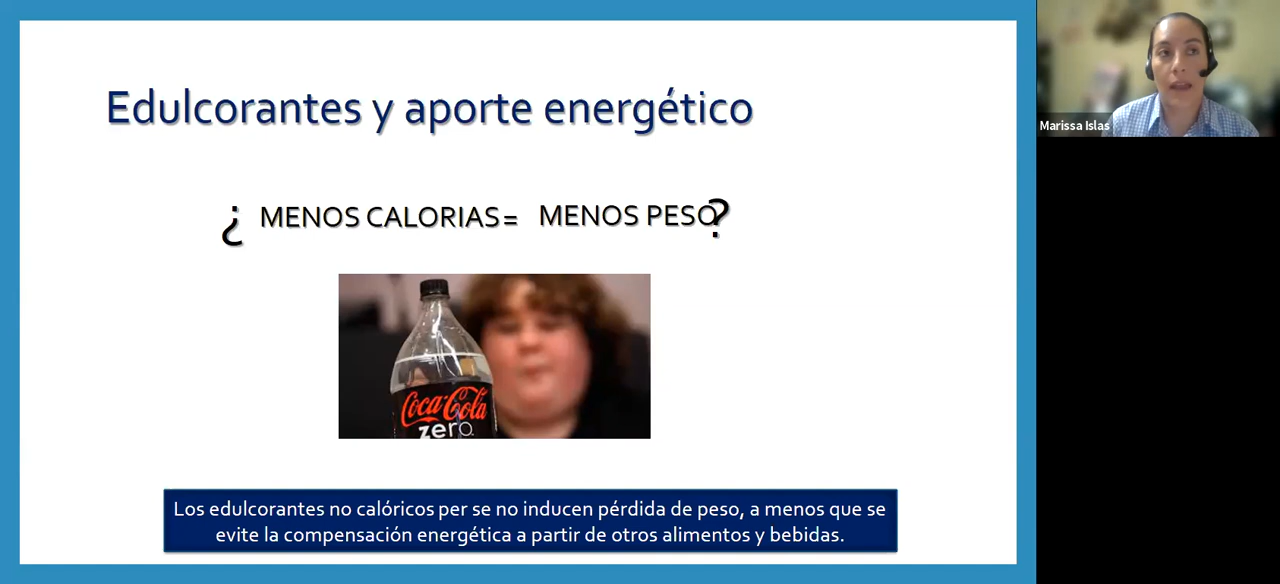 Edulcorantes y aporte energético
¿ MENOS CALORIAS = MENOS PESO?
Coca-Cola
zero
Los edulcorantes no calóricos per se no inducen pérdida de peso, a menos que se
evite la compensación energética a partir de otros alimentos y bebidas.
Marissa Islas